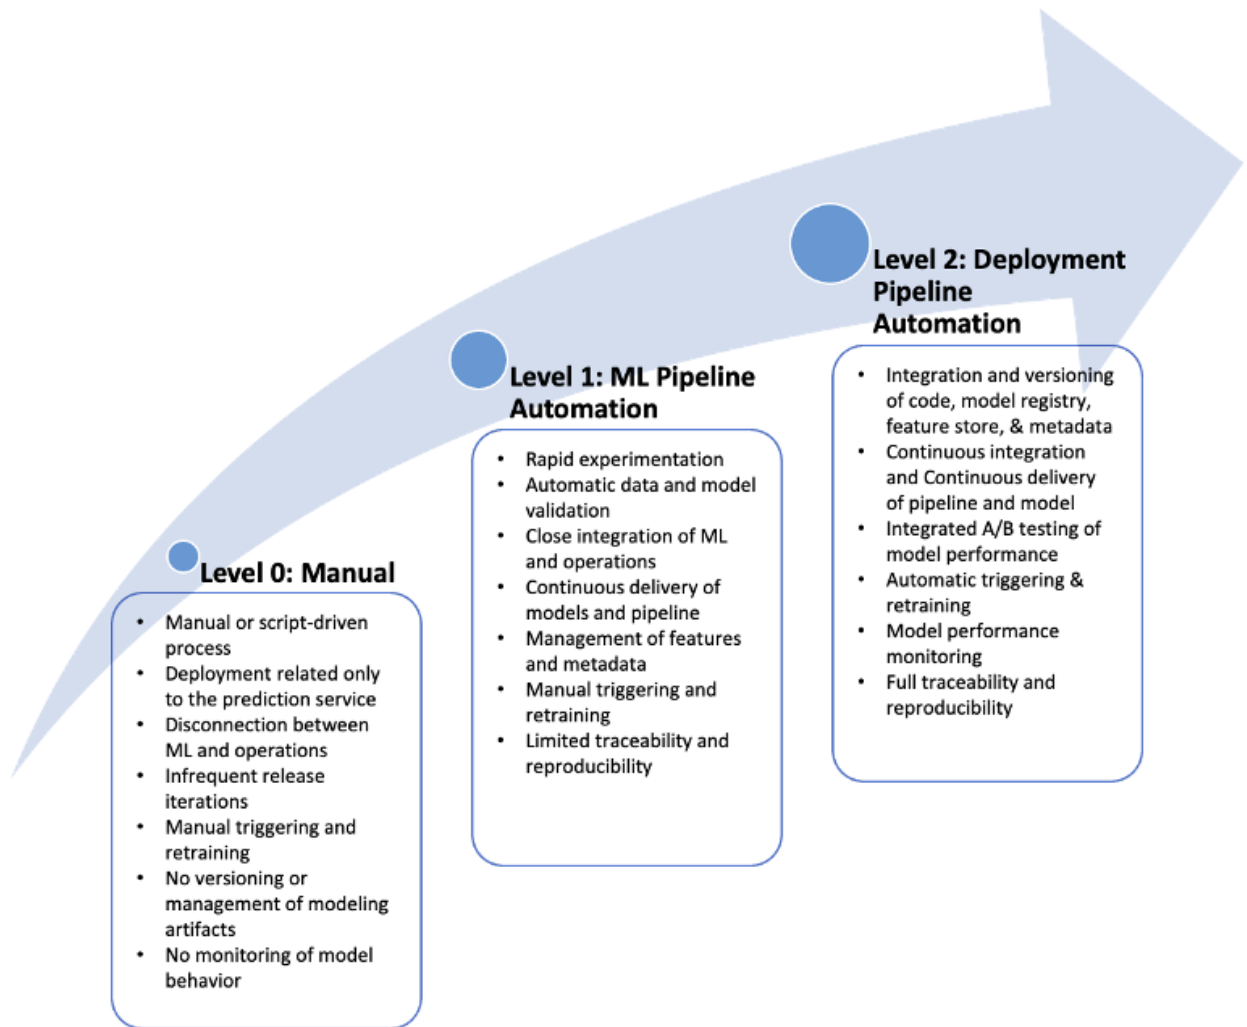 Level 0: Manual
• Manual or script-driven
process
• Deployment related only
to the prediction service
• Disconnection between
ML and operations
• Infrequent release
iterations
• Manual triggering and
retraining
• No versioning or
management of modeling
artifacts
• No monitoring of model
behavior
Level 1: ML Pipeline
Automation
• Rapid experimentation
• Automatic data and model
validation
• Close integration of ML
and operations
• Continuous delivery of
models and pipeline
• Management of features
and metadata
• Manual triggering and
retraining
• Limited traceability and
reproducibility
Level 2: Deployment
Pipeline
Automation
• Integration and versioning
of code, model registry,
feature store, & metadata
• Continuous integration
and Continuous delivery
of pipeline and model
• Integrated A/B testing of
model performance
• Automatic triggering &
retraining
• Model performance
monitoring
• Full traceability and
reproducibility